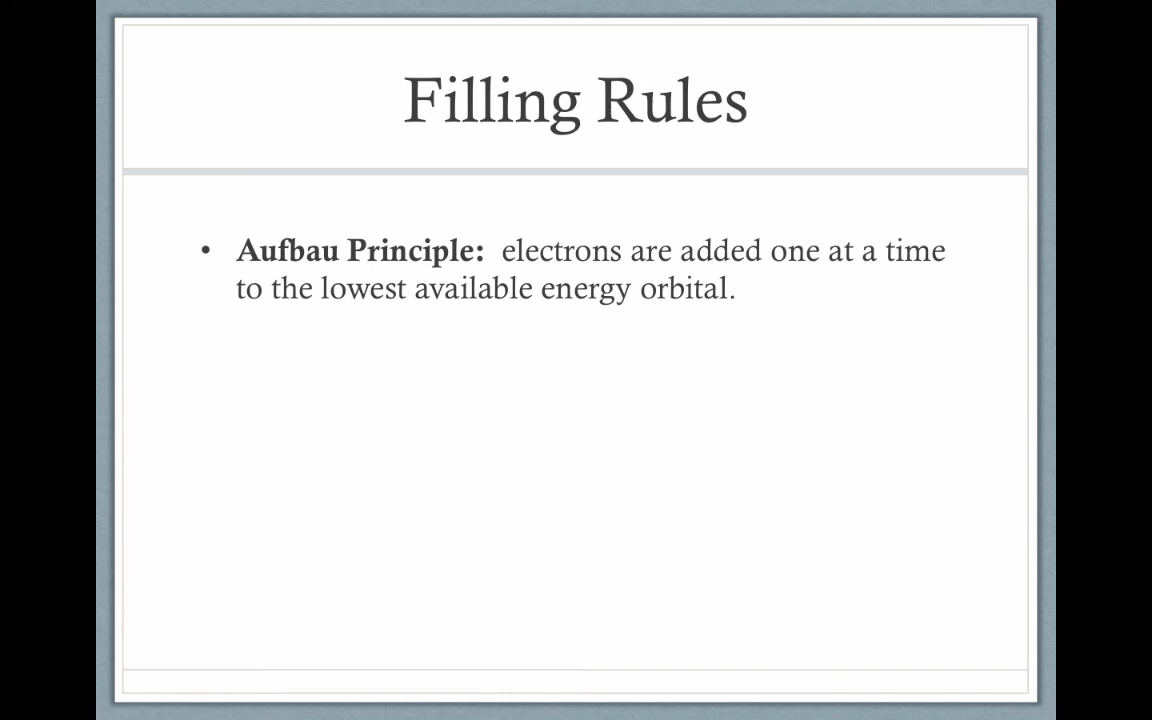 Filling Rules
• Aufbau Principle:  electrons are added one at a time
to the lowest available energy orbital.